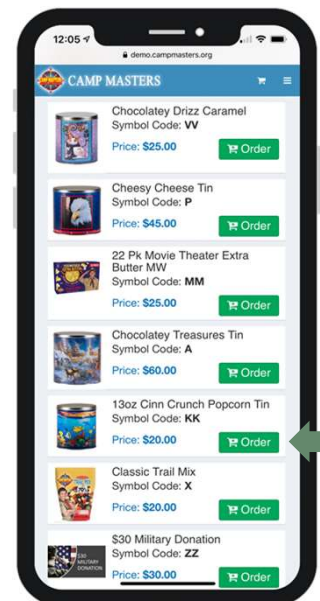 12:05
demo.campmasters.org
CAMP MASTERS
Chocolatey Drizz Caramel
Symbol Code: VV
Price: $25.00
Order
Cheesy Cheese Tin
Symbol Code: P
Price: $45.00
Order
22 Pk Movie Theater Extra
Butter MW
Symbol Code: MM
Price: $25.00
Order
Chocolatey Treasures Tin
Symbol Code: A
Price: $60.00
Order
13oz Cinn Crunch Popcorn Tin
Symbol Code: KK
Price: $20.00
Order
Classic Trail Mix
Symbol Code: X
Price: $20.00
Order
$30 Military Donation
Symbol Code: ZZ
$30
MILITARY
DONATION
Price: $30.00
Order